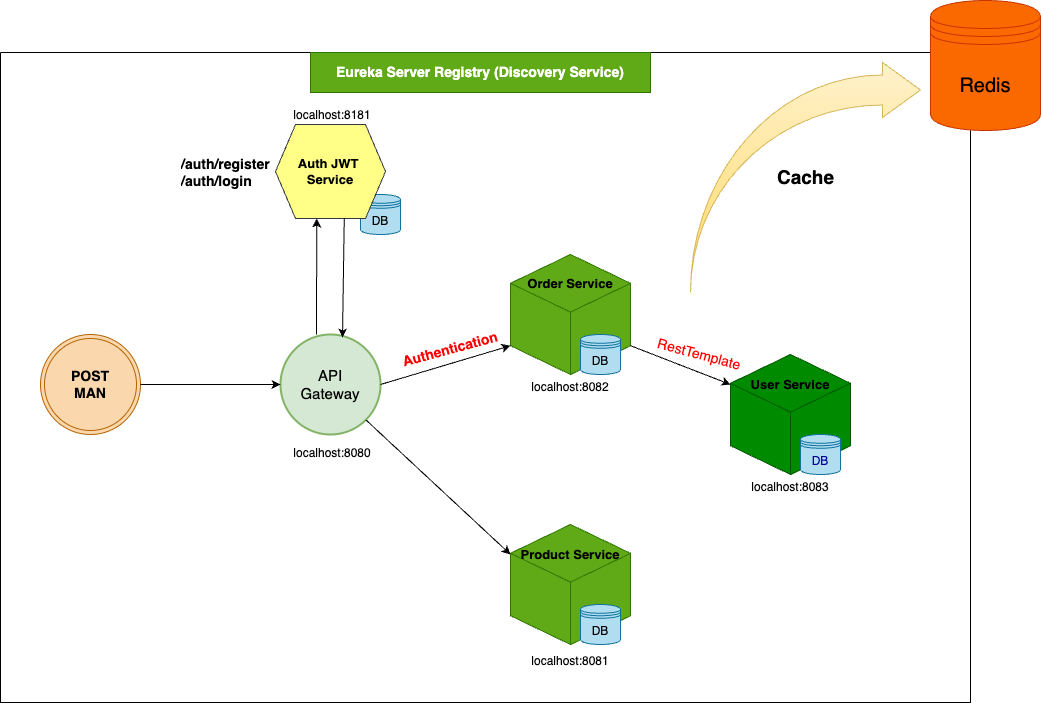 Eureka Server Registry (Discovery Service)
Redis
localhost:8181
/auth/register
/auth/login
Auth JWT
Service
DB
Cache
Order Service
DB
localhost:8082
Authentication
RestTemplate
POST
MAN
API
Gateway
localhost:8080
User Service
DB
localhost:8083
Product Service
DB
localhost:8081